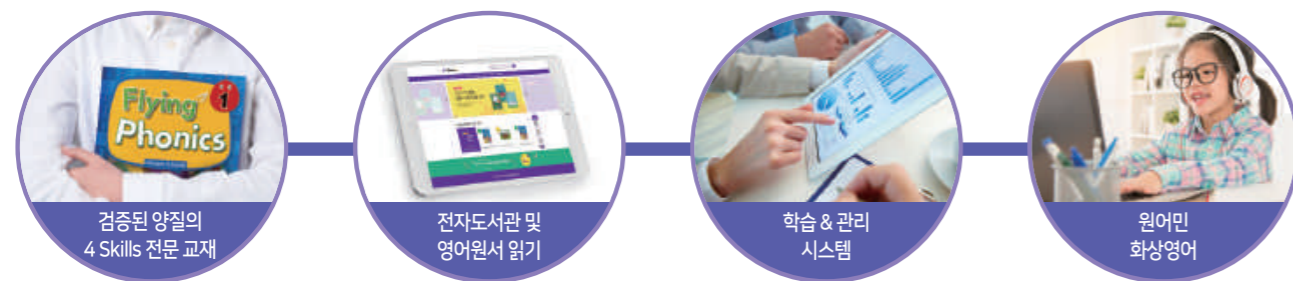 Flying
Phonics
1
검증된 양질의
4 Skills 전문 교재
전자도서관 및
영어원서 읽기
학습 & 관리
시스템
원어민
화상영어